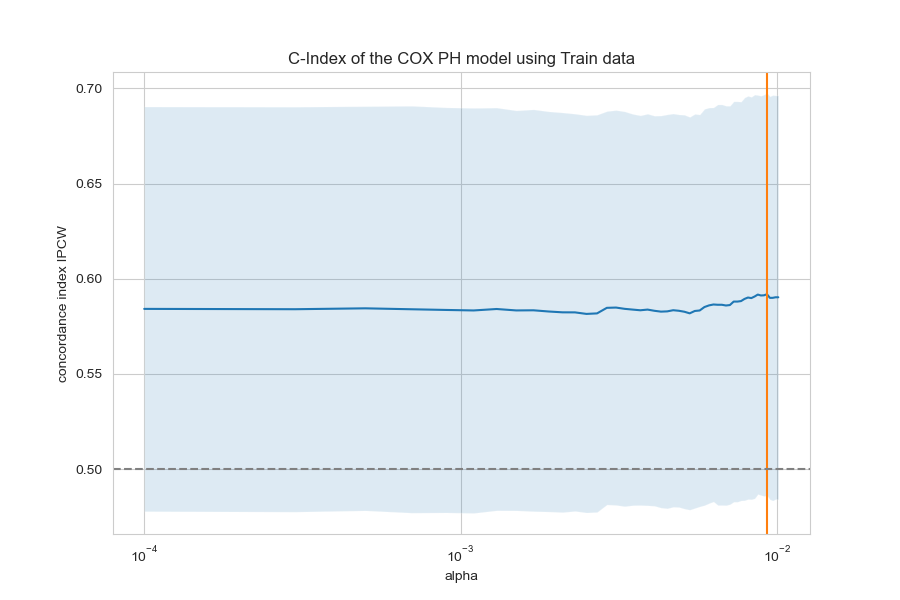 C-Index of the COX PH model using Train data
0.70
0.65
0.60
0.55
0.50
concordance index IPCW
10⁻⁴
10⁻³
10⁻²
alpha